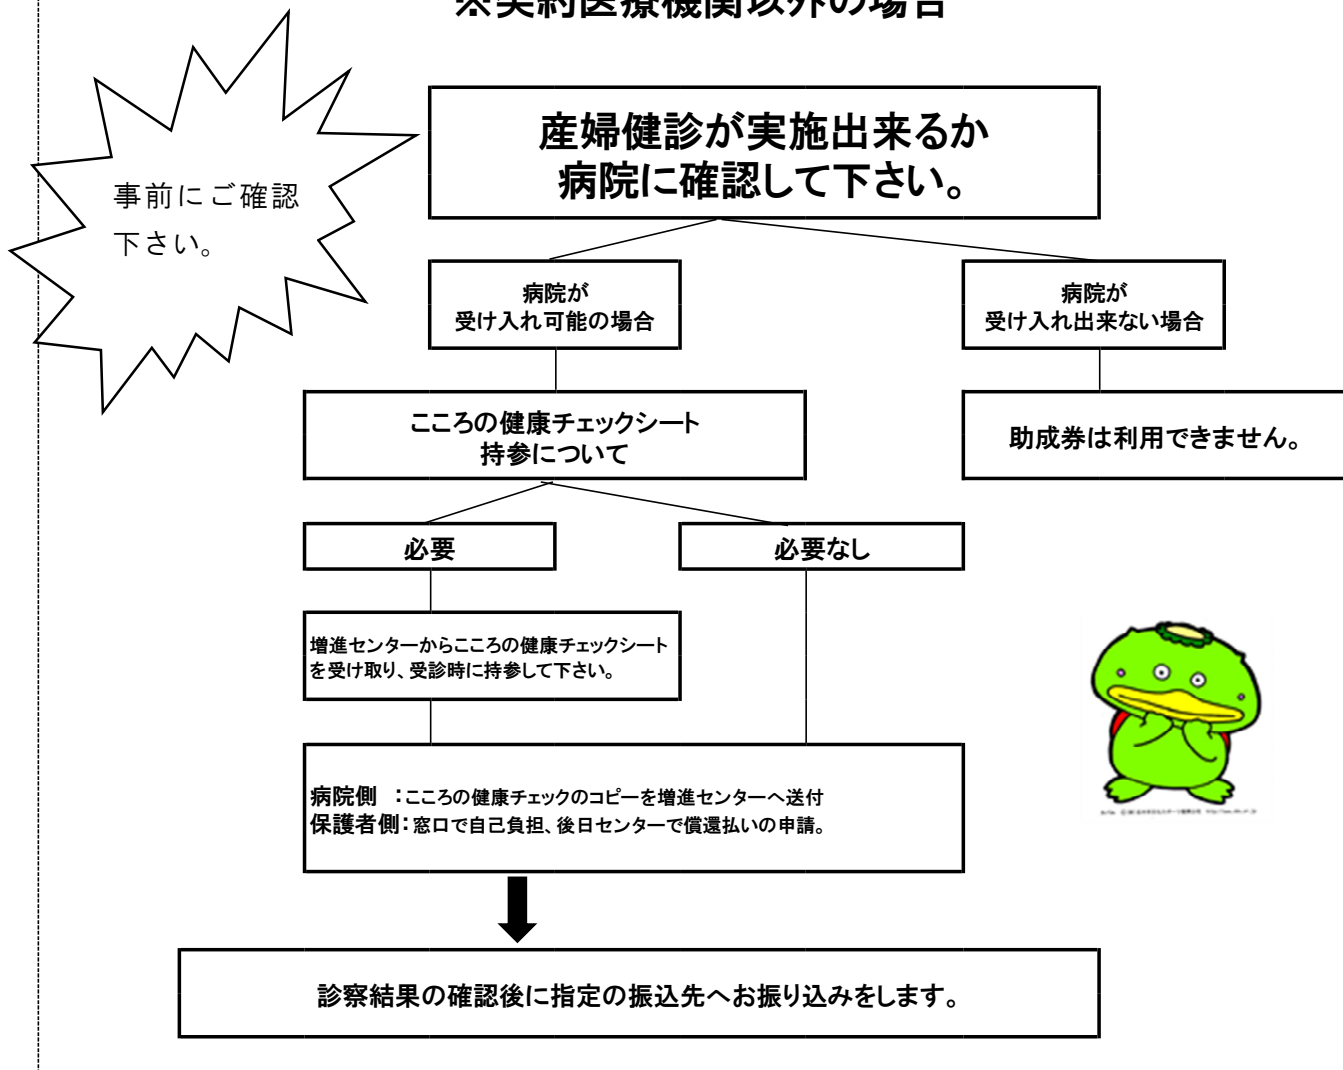 ※契約医療機関以外の場合
事前にご確認
下さい。
産婦健診が実施出来るか
病院に確認して下さい。
病院が
受け入れ可能の場合
病院が
受け入れ出来ない場合
こころの健康チェックシート
持参について
助成券は利用できません。
必要
必要なし
増進センターからこころの健康チェックシート
を受け取り、受診時に持参して下さい。
病院側 :こころの健康チェックのコピーを増進センターへ送付
保護者側:窓口で自己負担、後日センターで償還払いの申請。
診察結果の確認後に指定の振込先へお振り込みをします。